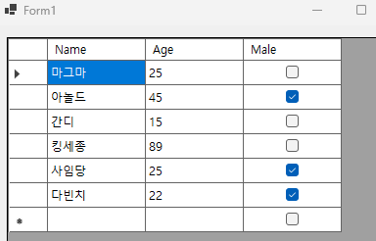 Form1
Name Age Male
마그마 25
아놀드 45
간디 15
킹세종 89
사임당 25
다빈치 22